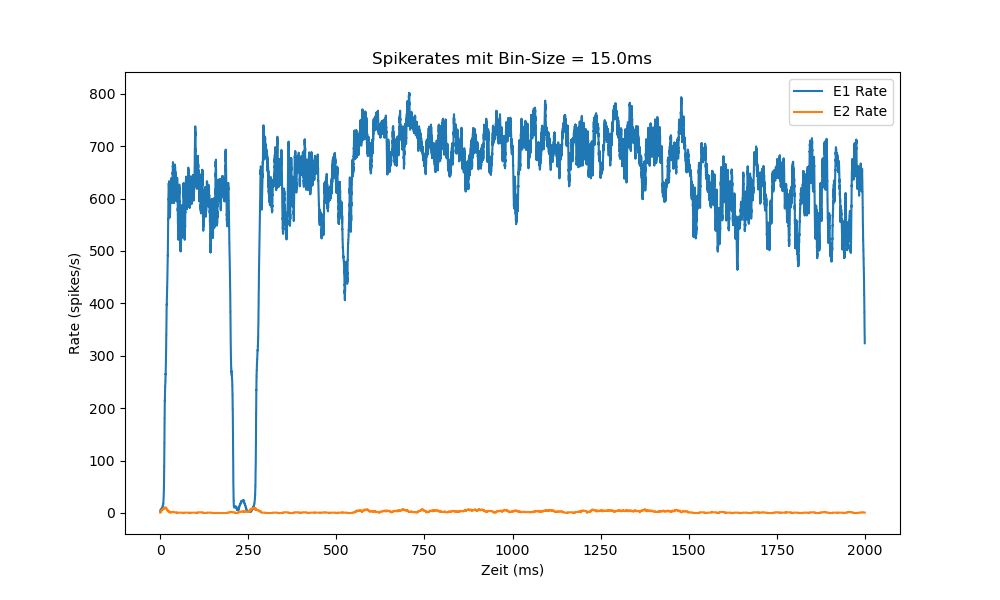 Spikerates mit Bin-Size = 15.0ms
E1 Rate
E2 Rate
800
700
600
500
400
300
200
100
0
Rate (spikes/s)
0 250 500 750 1000 1250 1500 1750 2000
Zeit (ms)